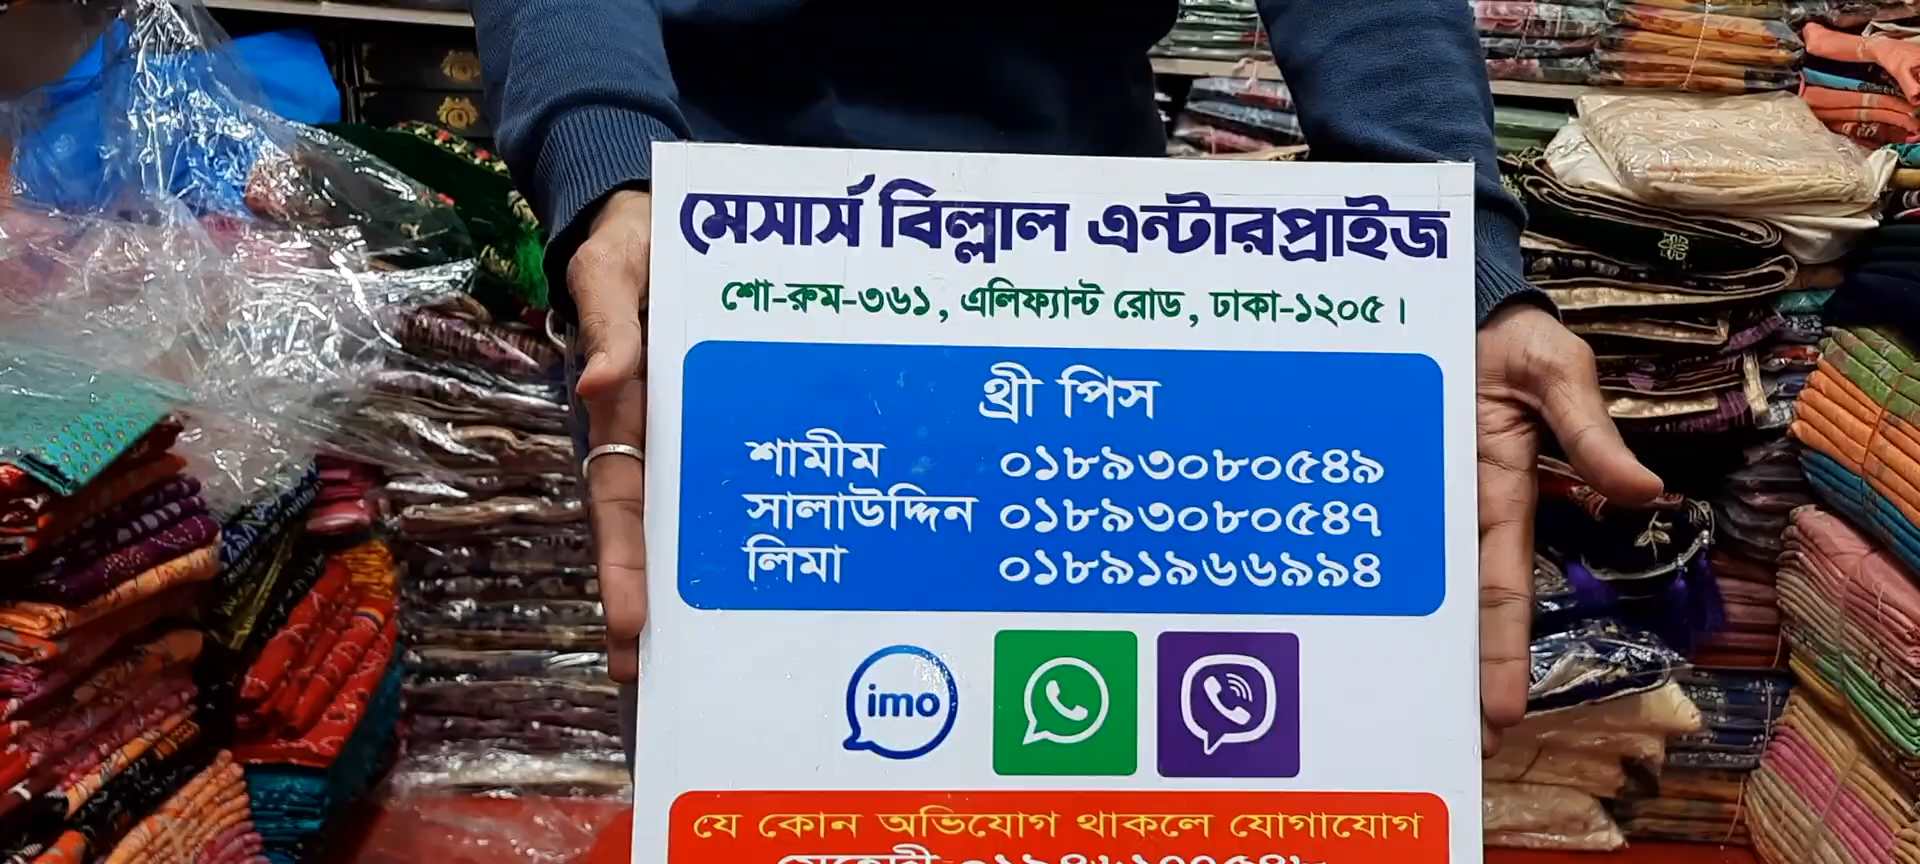 মেসার্স বিল্লাল এন্টারপ্রাইজ
শো-রুম-৩৬১, এলিফ্যান্ট রোড, ঢাকা-১২০৫।
থ্রী পিস
শামীম ০১৮৯৩০৮০৫৪৯
সালাউদ্দিন ০১৮৯৩০৮০৫৪৭
লিমা ০১৮৯১৯৬৬৯৯৪
imo
যে কোন অভিযোগ থাকলে যোগাযোগ